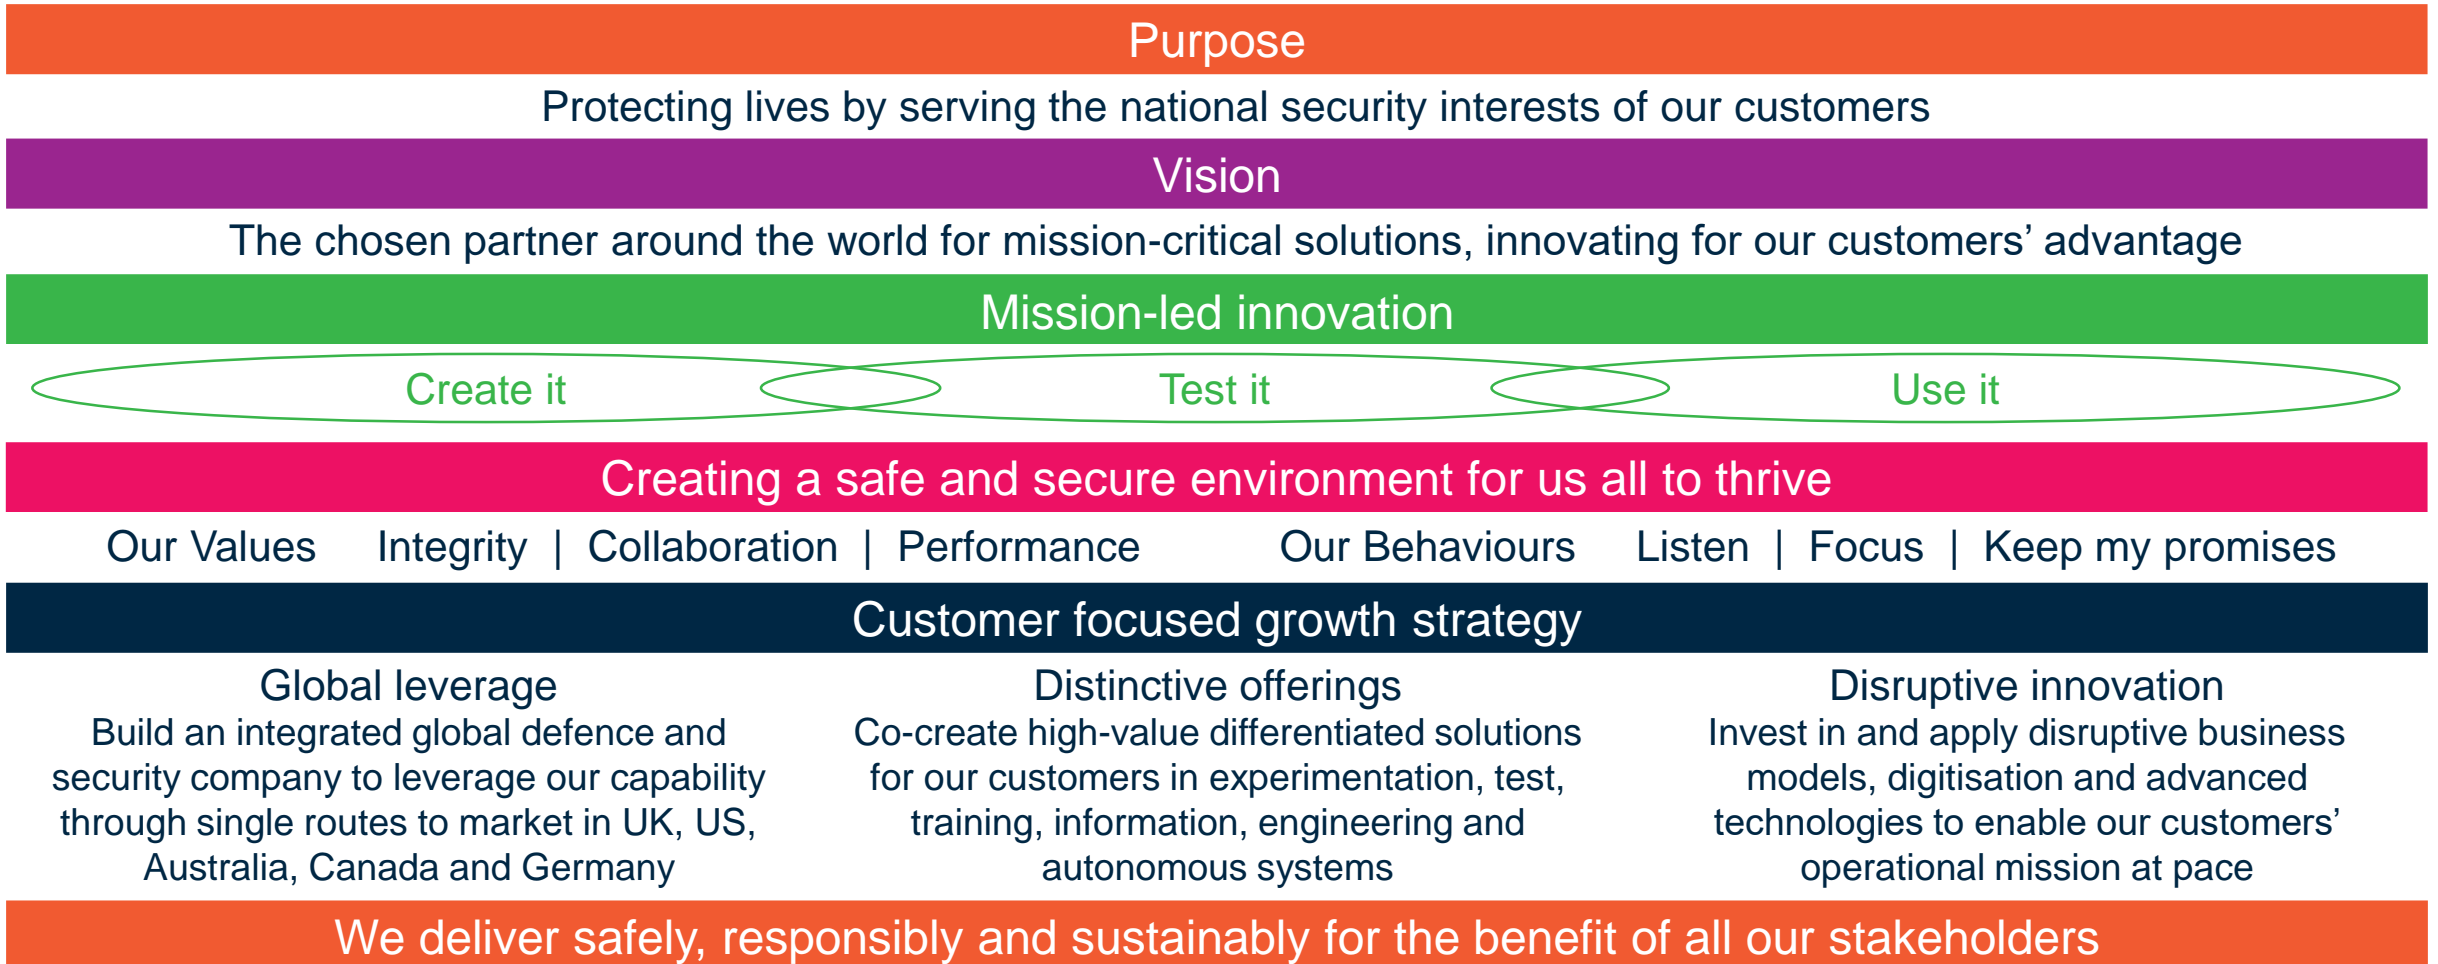 Purpose
Protecting lives by serving the national security interests of our customers
Vision
The chosen partner around the world for mission-critical solutions, innovating for our customers’ advantage
Mission-led innovation
Create it
Test it
Use it
Creating a safe and secure environment for us all to thrive
Our Values Integrity | Collaboration | Performance Our Behaviours Listen | Focus | Keep my promises
Customer focused growth strategy
Global leverage
Build an integrated global defence and
security company to leverage our capability
through single routes to market in UK, US,
Australia, Canada and Germany
Distinctive offerings
Co-create high-value differentiated solutions
for our customers in experimentation, test,
training, information, engineering and
autonomous systems
Disruptive innovation
Invest in and apply disruptive business
models, digitisation and advanced
technologies to enable our customers’
operational mission at pace
We deliver safely, responsibly and sustainably for the benefit of all our stakeholders